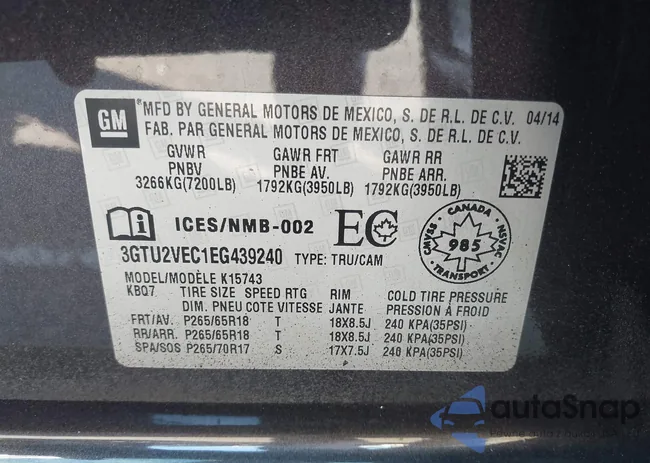 GM
®MFD BY GENERAL MOTORS DE MEXICO, S. DE R.L. DE C.V. 04/14
FAB. PAR GENERAL MOTORS DE MEXICO, S. DE R.L. DE C.V.
GVWR GAWR FRT GAWR RR
PNBV PNBE AV. PNBE ARR.
3266KG(7200LB) 1792KG(3950LB) 1792KG(3950LB)
ICES/NMB-002 EC
CANADA
CMVSS 985 NSVAC
TRANSPORT
3GTU2VEC1EG439240 TYPE: TRU/CAM
MODEL/MODÈLE K15743
KBQ7 TIRE SIZE SPEED RTG RIM COLD TIRE PRESSURE
DIM. PNEU COTE VITESSE JANTE PRESSION À FROID
FRT/AV. P265/65R18 T 18X8.5J 240 KPA(35PSI)
RR/ARR. P265/65R18 T 18X8.5J 240 KPA(35PSI)
SPA/SOS P265/70R17 S 17X7.5J 240 KPA(35PSI)
autoSnap